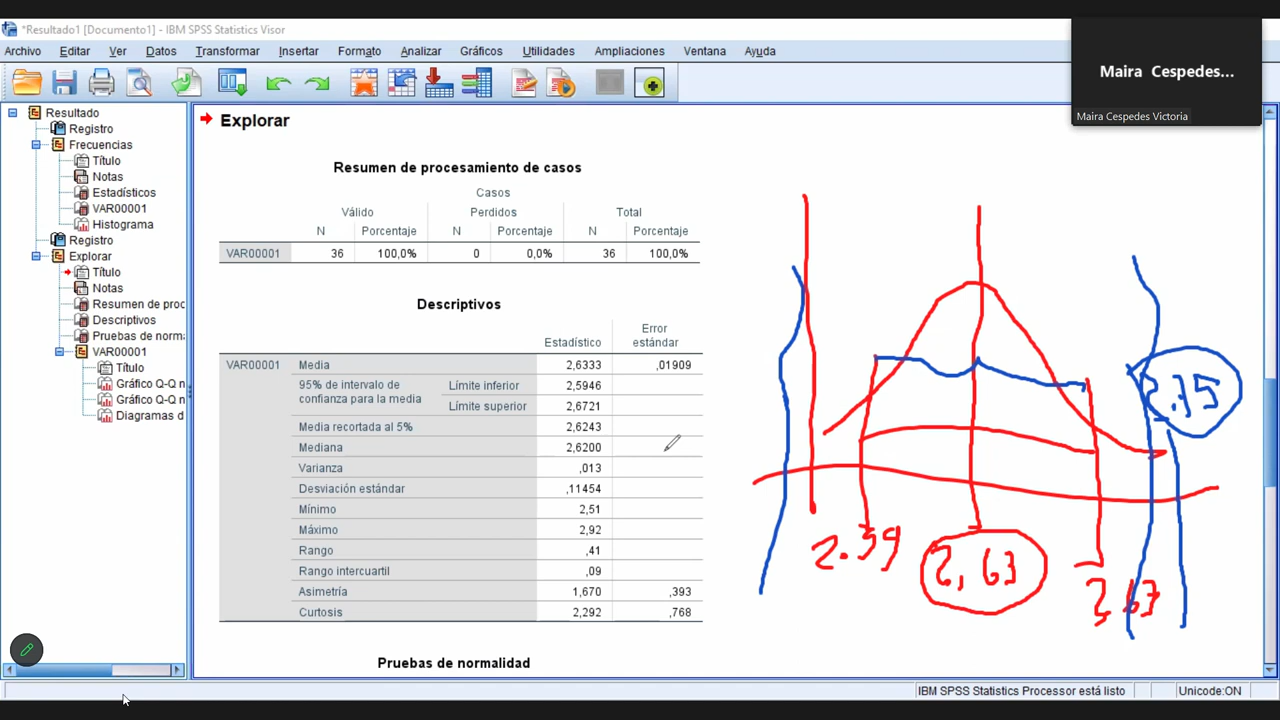 *Resultado1 [Documento1] - IBM SPSS Statistics Visor
Archivo Editar Ver Datos Transformar Insertar Formato Analizar Gráficos Utilidades Ampliaciones Ventana Ayuda
Maira Cespedes...
Maira Cespedes Victoria
Resultado
Registro
Frecuencias
Título
Notas
Estadísticos
VAR00001
Histograma
Registro
Explorar
Título
Notas
Resumen de proc
Descriptivos
Pruebas de norma
VAR00001
Título
Gráfico Q-Q n
Gráfico Q-Q n
Diagramas d
Explorar
Resumen de procesamiento de casos
Casos
Válido Perdidos Total
N Porcentaje N Porcentaje N Porcentaje
VAR00001 36 100,0% 0 0,0% 36 100,0%
Descriptivos
Estadístico Error estándar
VAR00001 Media 2,6333 ,01909
95% de intervalo de confianza para la media Límite inferior 2,5946
Límite superior 2,6721
Media recortada al 5% 2,6243
Mediana 2,6200
Varianza ,013
Desviación estándar ,11454
Mínimo 2,51
Máximo 2,92
Rango ,41
Rango intercuartil ,09
Asimetría 1,670 ,393
Curtosis 2,292 ,768
Pruebas de normalidad
2.75
2.59
2,63
2 67
IBM SPSS Statistics Processor está listo
Unicode:ON